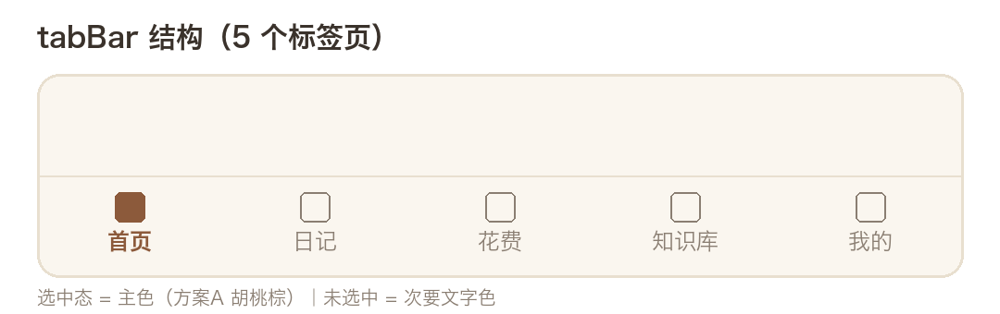 tabBar 结构（5 个标签页）
首页 日记 花费 知识库 我的
选中态 = 主色（方案A 胡桃棕）｜未选中 = 次要文字色